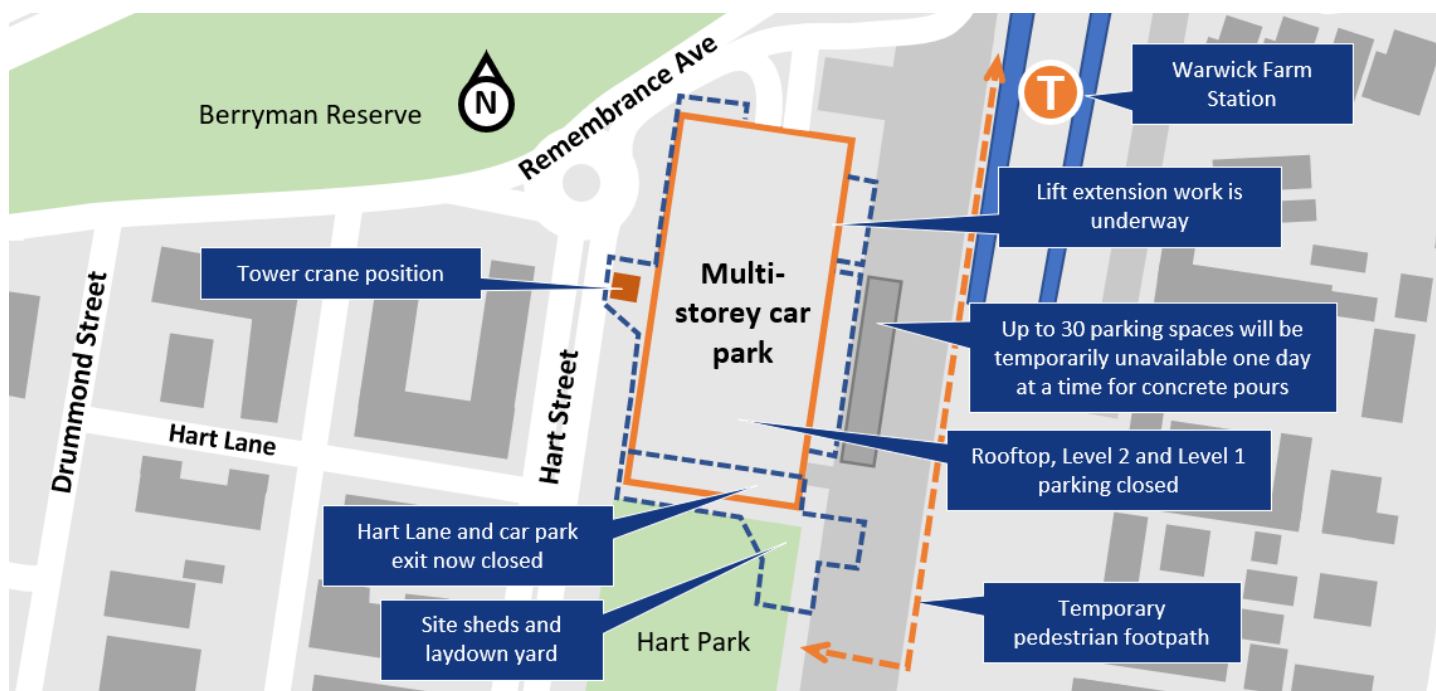 Berryman Reserve
N
Remembrance Ave
T
Warwick Farm
Station
Lift extension work is
underway
Tower crane position
Multi-
storey car
park
Up to 30 parking spaces will be
temporarily unavailable one day
at a time for concrete pours
Drummond Street
Hart Lane
Hart Street
Rooftop, Level 2 and Level 1
parking closed
Hart Lane and car park
exit now closed
Site sheds and
laydown yard
Hart Park
Temporary
pedestrian footpath